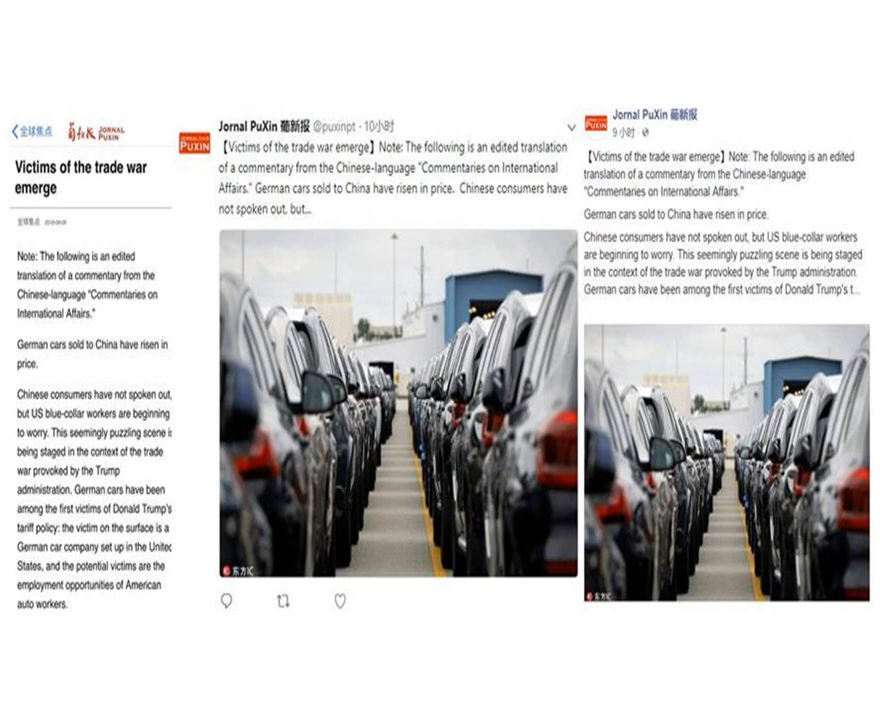 全球焦点
葡新报 JORNAL
PUXIN
Victims of the trade war
emerge
全球焦点
Note: The following is an edited
translation of a commentary from the
Chinese-language "Commentaries on
International Affairs."
German cars sold to China have risen in
price.
Chinese consumers have not spoken out,
but US blue-collar workers are beginning
to worry. This seemingly puzzling scene is
being staged in the context of the trade
war provoked by the Trump
administration. German cars have been
among the first victims of Donald Trump's
tariff policy: the victim on the surface is a
German car company set up in the United
States, and the potential victims are the
employment opportunities of American
auto workers.
PUXIN
Jornal PuXin 葡新报 @puxinpt · 10小时
【Victims of the trade war emerge】Note: The following is an edited translation
of a commentary from the Chinese-language "Commentaries on International
Affairs." German cars sold to China have risen in price. Chinese consumers have
not spoken out, but...
东方IC
PUXIN
Jornal PuXin 葡新报
9 小时 ·
【Victims of the trade war emerge】Note: The following is an edited
translation of a commentary from the Chinese-language
"Commentaries on International Affairs."
German cars sold to China have risen in price.
Chinese consumers have not spoken out, but US blue-collar workers
are beginning to worry. This seemingly puzzling scene is being staged
in the context of the trade war provoked by the Trump administration.
German cars have been among the first victims of Donald Trump's t...
东方IC